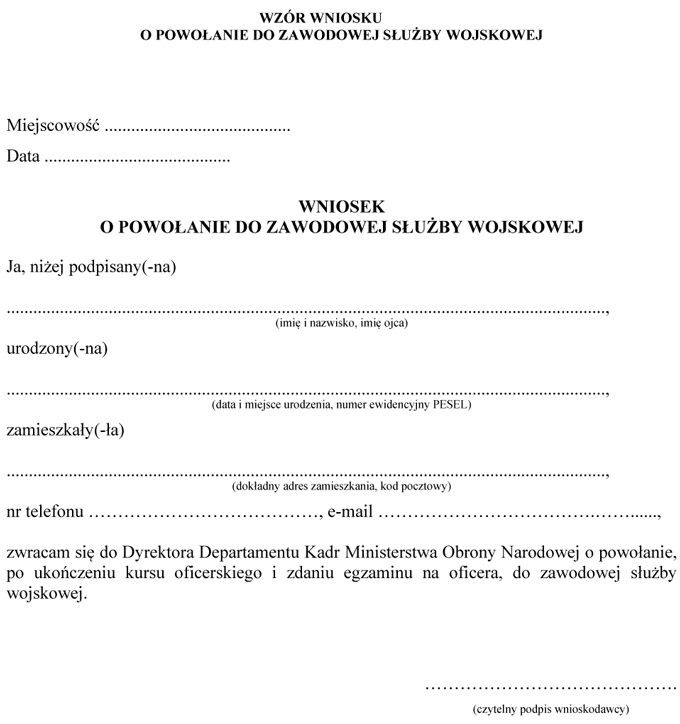 WZÓR WNIOSKU
O POWOŁANIE DO ZAWODOWEJ SŁUŻBY WOJSKOWEJ
Miejscowość ..........................................
Data ..........................................
WNIOSEK
O POWOŁANIE DO ZAWODOWEJ SŁUŻBY WOJSKOWEJ
Ja, niżej podpisany(-na)
.......................................................................................................................................,
(imię i nazwisko, imię ojca)
urodzony(-na)
.......................................................................................................................................,
(data i miejsce urodzenia, numer ewidencyjny PESEL)
zamieszkały(-ła)
.......................................................................................................................................,
(dokładny adres zamieszkania, kod pocztowy)
nr telefonu …………………………………, e-mail ……………………………..……......,
zwracam się do Dyrektora Departamentu Kadr Ministerstwa Obrony Narodowej o powołanie,
po ukończeniu kursu oficerskiego i zdaniu egzaminu na oficera, do zawodowej służby
wojskowej.
…………………………………….
(czytelny podpis wnioskodawcy)